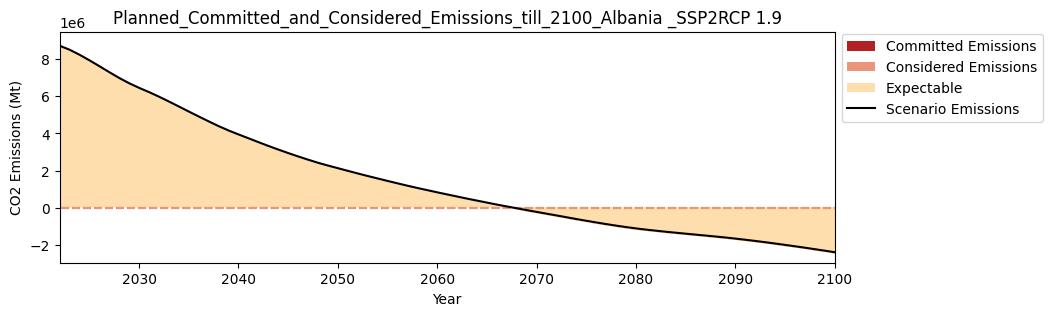 Planned_Committed_and_Considered_Emissions_till_2100_Albania _SSP2RCP 1.9
1e6
CO2 Emissions (Mt)
8
6
4
2
0
−2
2030 2040 2050 2060 2070 2080 2090 2100
Year
Committed Emissions
Considered Emissions
Expectable
Scenario Emissions